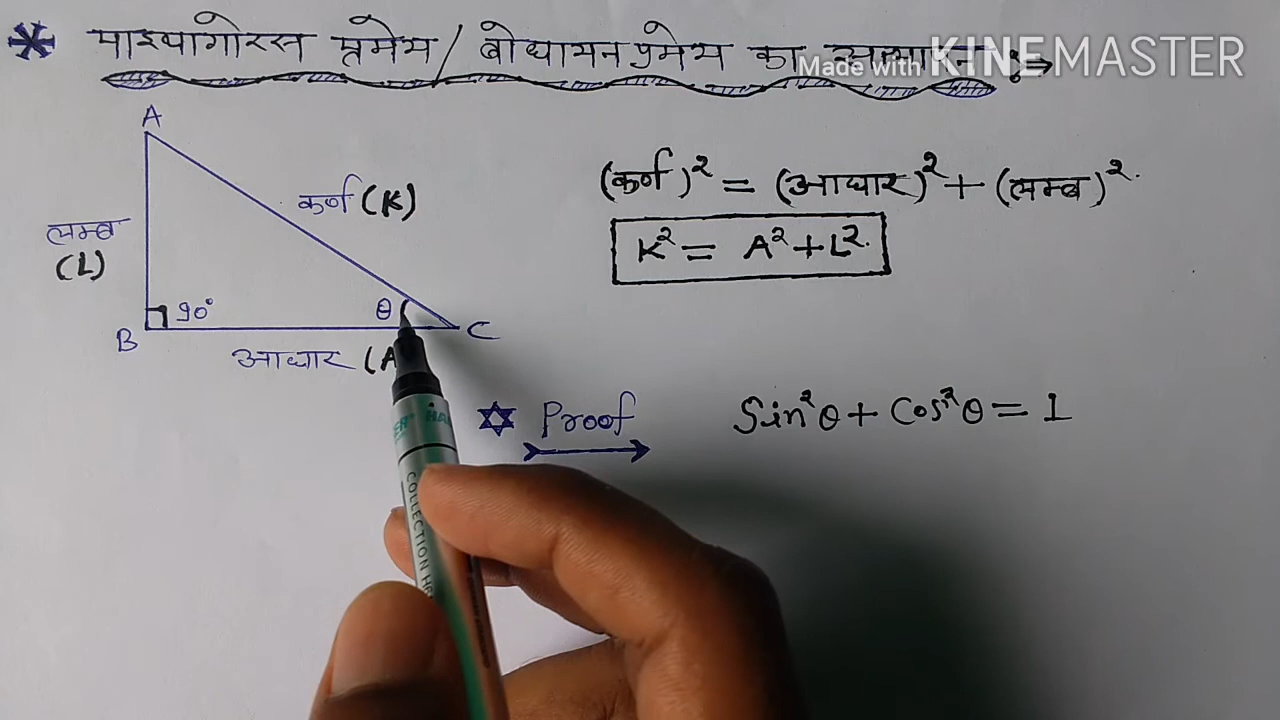 पाइथागोरस प्रमेय / बोधायन प्रमेय का :→
Made with KINEMASTER
A
कर्ण (K)
लम्ब
(L)
90°
θ
B
C
आधार (A
(कर्ण)² = (आधार)² + (लम्ब)².
K² = A² + L².
Proof
Sin²θ + Cos²θ = 1
COLLECTION